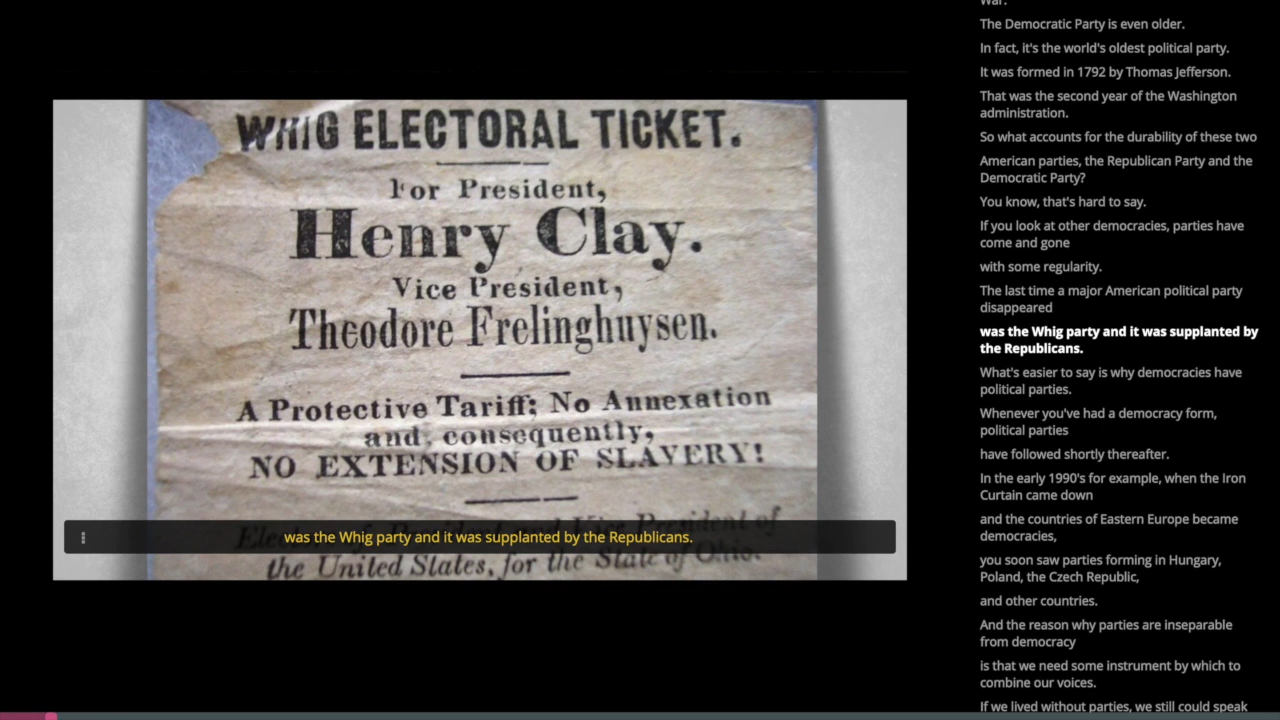 WHIG ELECTORAL TICKET.
For President,
Henry Clay.
Vice President,
Theodore Frelinghuysen.
A Protective Tariff; No Annexation
and, consequently,
NO EXTENSION OF SLAVERY!
Electors of President and Vice President of
the United States, for the State of Ohio.
was the Whig party and it was supplanted by the Republicans.
War.
The Democratic Party is even older.
In fact, it's the world's oldest political party.
It was formed in 1792 by Thomas Jefferson.
That was the second year of the Washington
administration.
So what accounts for the durability of these two
American parties, the Republican Party and the
Democratic Party?
You know, that's hard to say.
If you look at other democracies, parties have
come and gone
with some regularity.
The last time a major American political party
disappeared
was the Whig party and it was supplanted by
the Republicans.
What's easier to say is why democracies have
political parties.
Whenever you've had a democracy form,
political parties
have followed shortly thereafter.
In the early 1990's for example, when the Iron
Curtain came down
and the countries of Eastern Europe became
democracies,
you soon saw parties forming in Hungary,
Poland, the Czech Republic,
and other countries.
And the reason why parties are inseparable
from democracy
is that we need some instrument by which to
combine our voices.
If we lived without parties, we still could speak